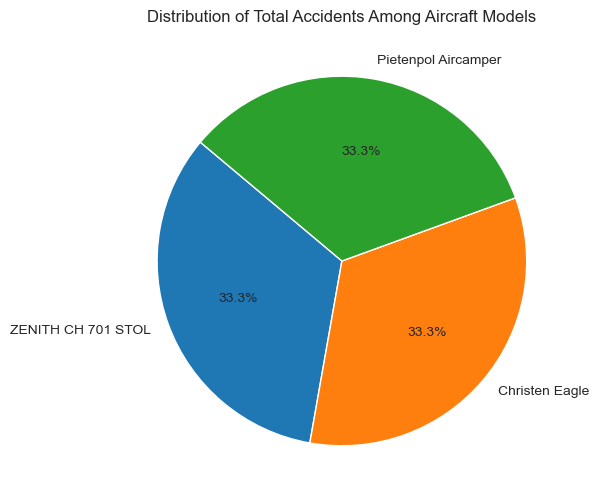 Distribution of Total Accidents Among Aircraft Models
Pietenpol Aircamper
33.3%
33.3%
ZENITH CH 701 STOL
33.3%
Christen Eagle